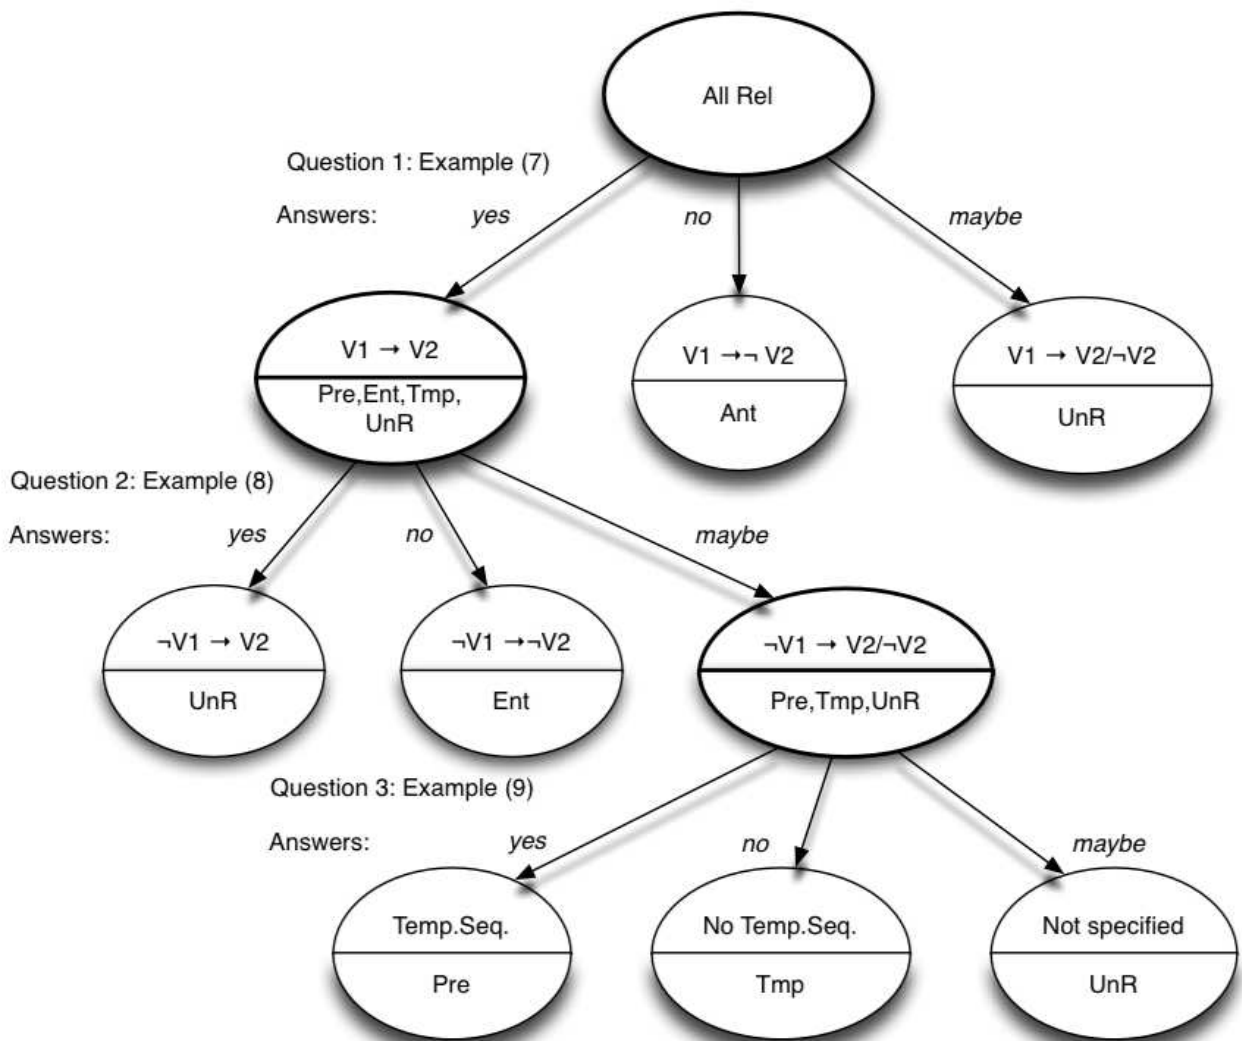 All Rel
Question 1: Example (7)
Answers: yes no maybe
V1 → V2
Pre,Ent,Tmp,
UnR
V1 →¬ V2
Ant
V1 → V2/¬V2
UnR
Question 2: Example (8)
Answers: yes no maybe
¬V1 → V2
UnR
¬V1 →¬V2
Ent
¬V1 → V2/¬V2
Pre,Tmp,UnR
Question 3: Example (9)
Answers: yes no maybe
Temp.Seq.
Pre
No Temp.Seq.
Tmp
Not specified
UnR